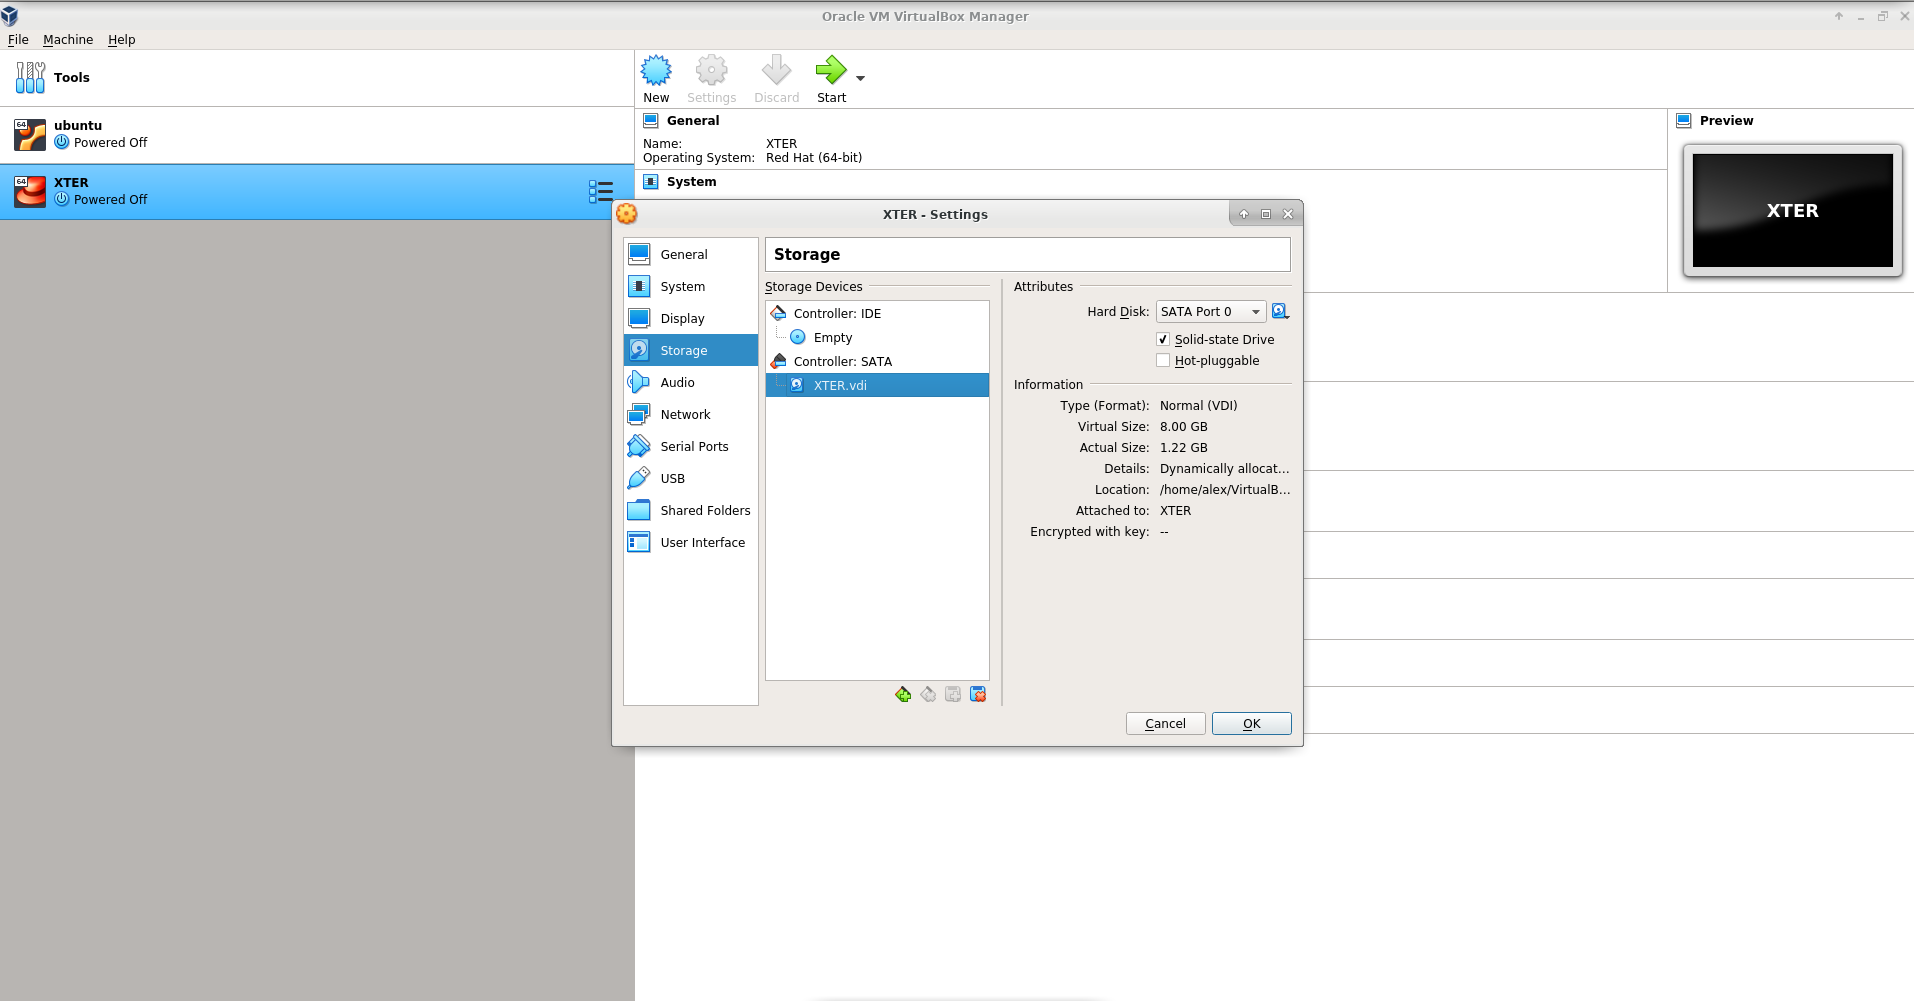 Oracle VM VirtualBox Manager
File Machine Help
Tools
New Settings Discard Start
64 ubuntu
Powered Off
64 XTER
Powered Off
General
Name: XTER
Operating System: Red Hat (64-bit)
System
Preview
XTER
XTER - Settings
General
System
Display
Storage
Audio
Network
Serial Ports
USB
Shared Folders
User Interface
Storage
Storage Devices
Controller: IDE
Empty
Controller: SATA
XTER.vdi
Attributes
Hard Disk: SATA Port 0
Solid-state Drive
Hot-pluggable
Information
Type (Format): Normal (VDI)
Virtual Size: 8.00 GB
Actual Size: 1.22 GB
Details: Dynamically allocat...
Location: /home/alex/VirtualB...
Attached to: XTER
Encrypted with key: --
Cancel OK